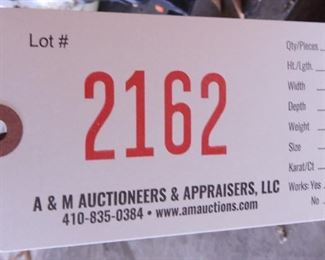 Lot #
2162
A & M AUCTIONEERS & APPRAISERS, LLC
410-835-0384 • www.amauctions.com
Qty/Pieces
Ht./Lgth.
Width
Depth
Weight
Size
Karat/Ct
Works: Yes
No